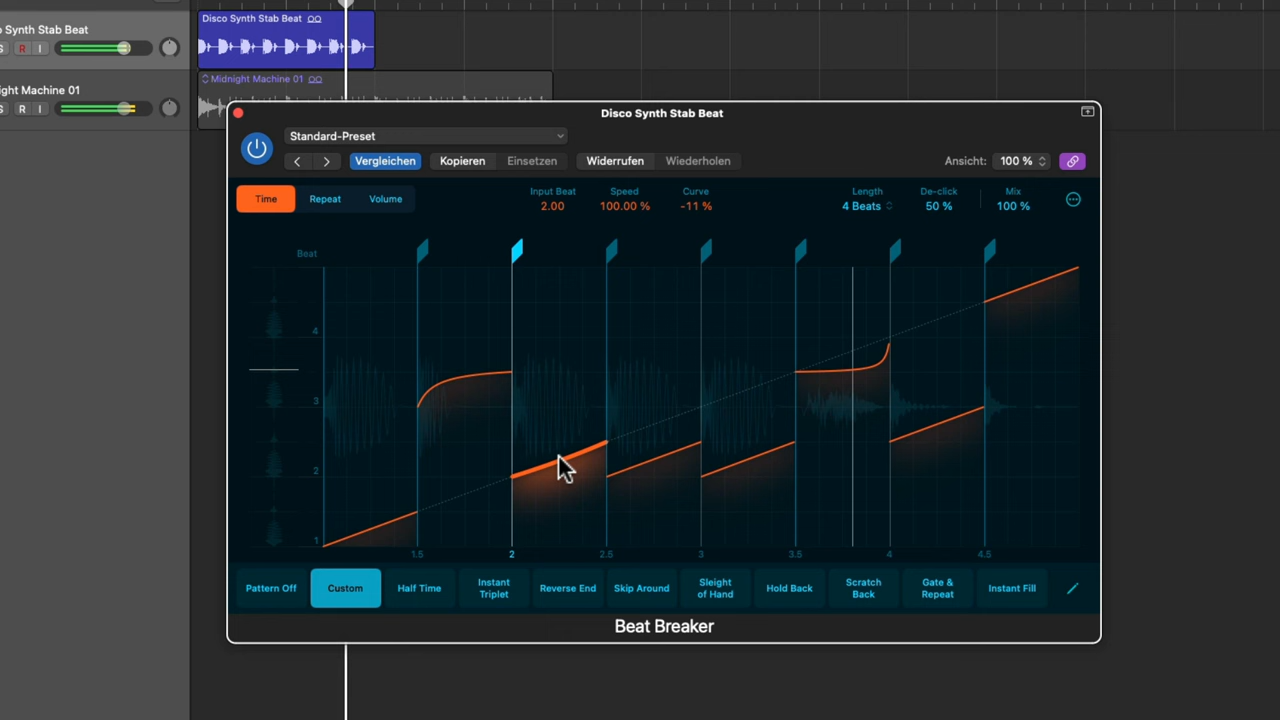 Disco Synth Stab Beat
o Synth Stab Beat
S R I
Midnight Machine 01
ght Machine 01
S R I
Disco Synth Stab Beat
Standard-Preset
Vergleichen Kopieren Einsetzen Widerrufen Wiederholen Ansicht: 100 %
Time Repeat Volume
Input Beat Speed Curve Length De-click Mix
2.00 100.00 % -11 % 4 Beats 50 % 100 %
Beat
4
3
2
1
1.5 2 2.5 3 3.5 4 4.5
Pattern Off Custom Half Time Instant Triplet Reverse End Skip Around Sleight of Hand Hold Back Scratch Back Gate & Repeat Instant Fill
Beat Breaker